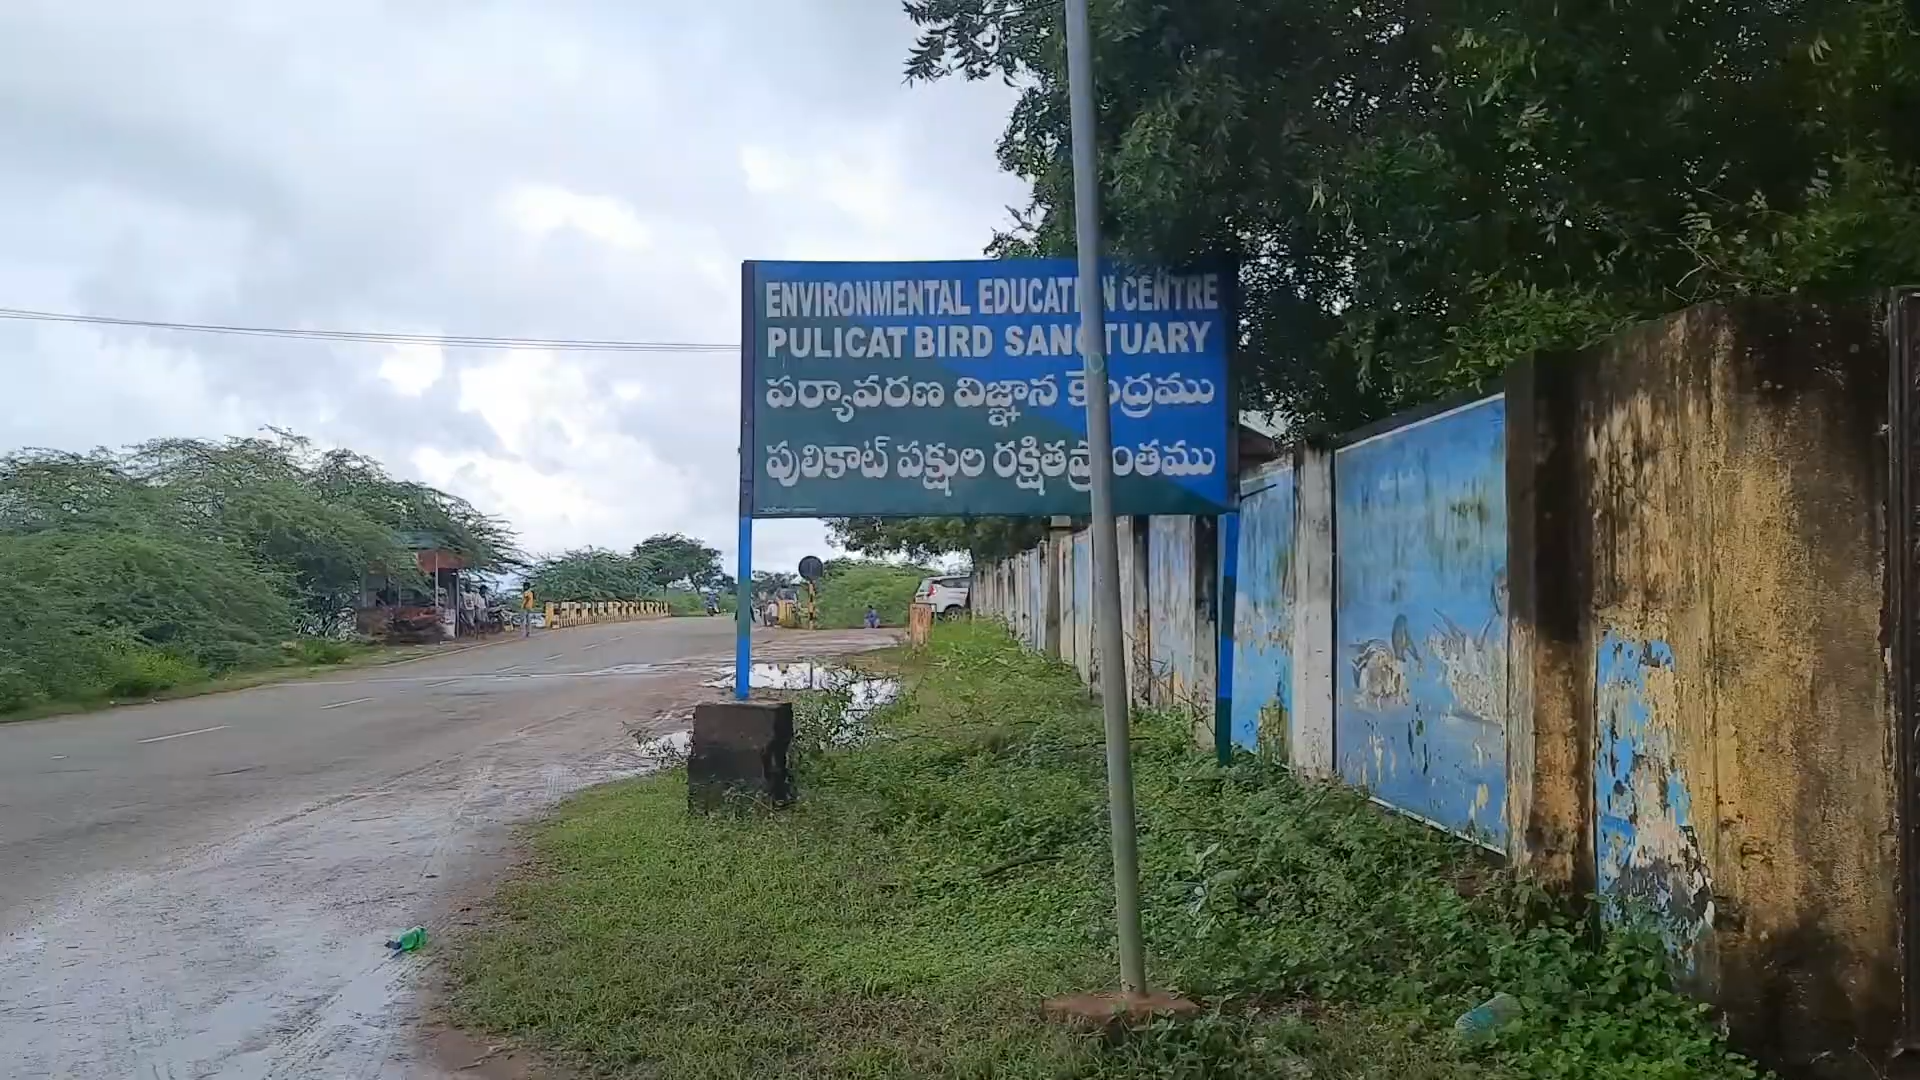 ENVIRONMENTAL EDUCATION CENTRE
PULICAT BIRD SANCTUARY
పర్యావరణ విజ్ఞాన కేంద్రము
పులికాట్ పక్షుల రక్షితప్రాంతము